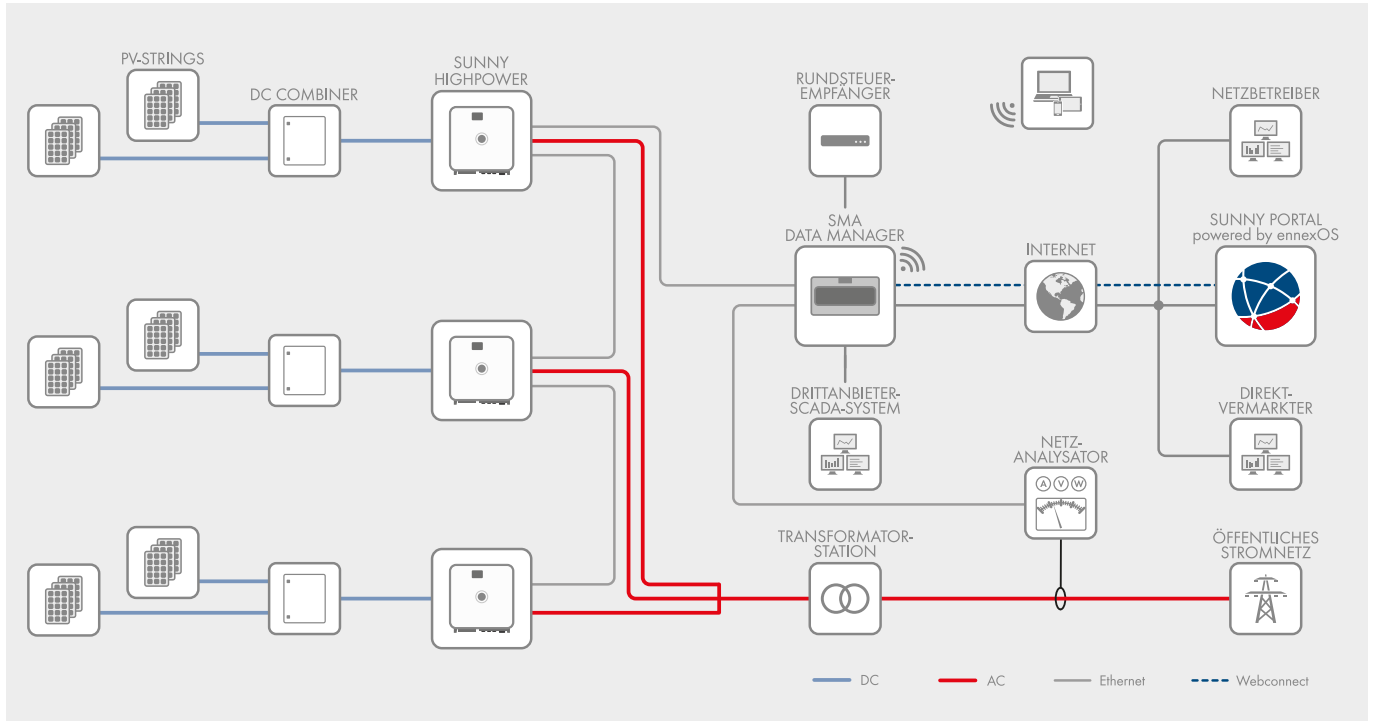 PV-STRINGS
DC COMBINER
SUNNY
HIGHPOWER
RUNDSTEUER-
EMPFÄNGER
NETZBETREIBER
SMA
DATA MANAGER
INTERNET
SUNNY PORTAL
powered by ennexOS
DRITTANBIETER-
SCADA-SYSTEM
DIREKT-
VERMARKTER
NETZ-
ANALYSATOR
A V W
TRANSFORMATOR-
STATION
ÖFFENTLICHES
STROMNETZ
DC
AC
Ethernet
Webconnect